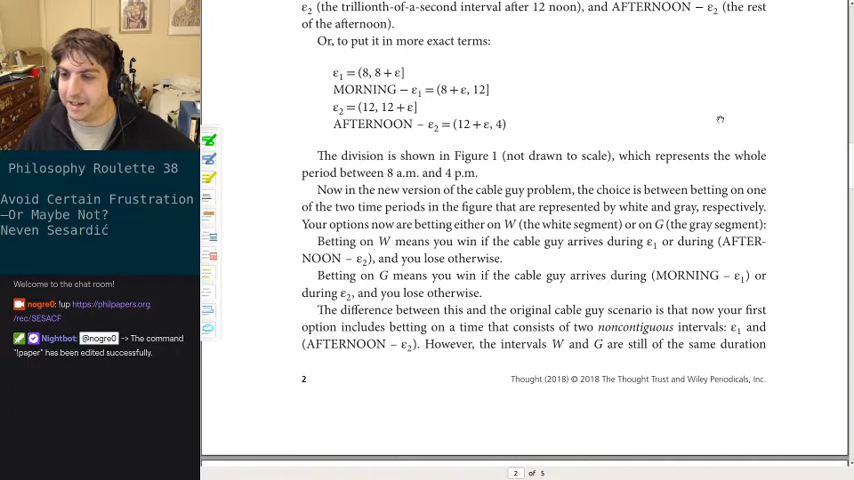 ε2 (the trillionth-of-a-second interval after 12 noon), and AFTERNOON − ε2 (the rest
of the afternoon).
Or, to put it in more exact terms:
ε1 = (8, 8 + ε]
MORNING − ε1 = (8 + ε, 12]
ε2 = (12, 12 + ε]
AFTERNOON − ε2 = (12 + ε, 4)
The division is shown in Figure 1 (not drawn to scale), which represents the whole
period between 8 a.m. and 4 p.m.
Now in the new version of the cable guy problem, the choice is between betting on one
of the two time periods in the figure that are represented by white and gray, respectively.
Your options now are betting either on W (the white segment) or on G (the gray segment):
Betting on W means you win if the cable guy arrives during ε1 or during (AFTER-
NOON − ε2), and you lose otherwise.
Betting on G means you win if the cable guy arrives during (MORNING − ε1) or
during ε2, and you lose otherwise.
The difference between this and the original cable guy scenario is that now your first
option includes betting on a time that consists of two noncontiguous intervals: ε1 and
(AFTERNOON − ε2). However, the intervals W and G are still of the same duration
2
Thought (2018) © 2018 The Thought Trust and Wiley Periodicals, Inc.
2 of 5
Philosophy Roulette 38
Avoid Certain Frustration
—Or Maybe Not?
Neven Sesardić
Welcome to the chat room!
nogre0: !up https://philpapers.org
/rec/SESACF
Nightbot: @nogre0 -> The command
"!paper" has been edited successfully.